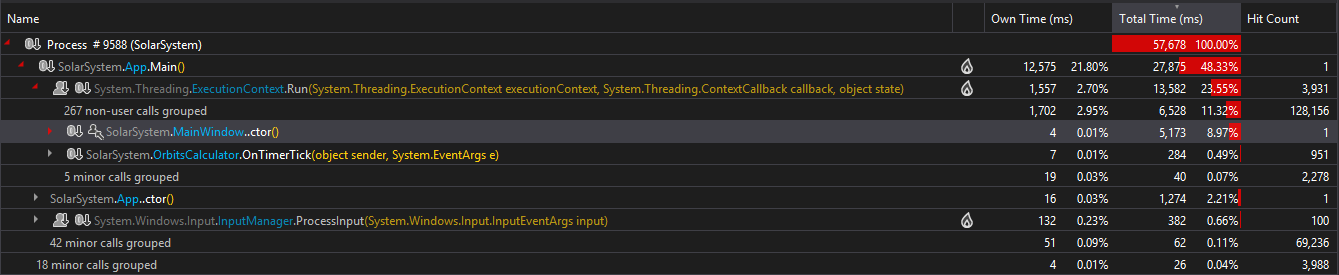 Name Own Time (ms) Total Time (ms) Hit Count
Process # 9588 (SolarSystem) 57,678 100.00%
SolarSystem.App.Main() 12,575 21.80% 27,875 48.33% 1
System.Threading.ExecutionContext.Run(System.Threading.ExecutionContext executionContext, System.Threading.ContextCallback callback, object state) 1,557 2.70% 13,582 23.55% 3,931
267 non-user calls grouped 1,702 2.95% 6,528 11.32% 128,156
SolarSystem.MainWindow..ctor() 4 0.01% 5,173 8.97% 1
SolarSystem.OrbitsCalculator.OnTimerTick(object sender, System.EventArgs e) 7 0.01% 284 0.49% 951
5 minor calls grouped 19 0.03% 40 0.07% 2,278
SolarSystem.App..ctor() 16 0.03% 1,274 2.21% 1
System.Windows.Input.InputManager.ProcessInput(System.Windows.Input.InputEventArgs input) 132 0.23% 382 0.66% 100
42 minor calls grouped 51 0.09% 62 0.11% 69,236
18 minor calls grouped 4 0.01% 26 0.04% 3,988